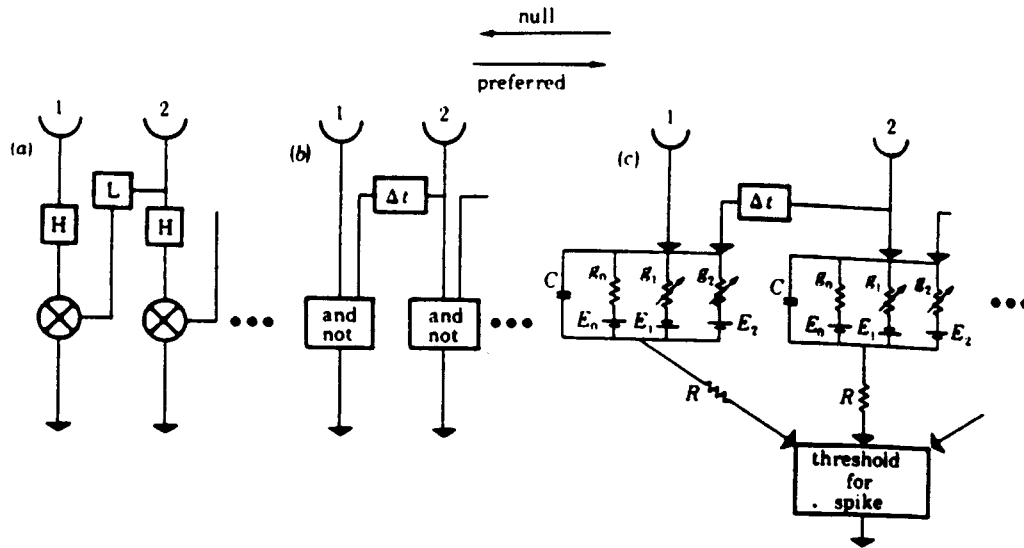 null
preferred
(a)
1
2
L
H
H
(b)
1
2
Δt
and
not
and
not
(c)
1
2
Δt
C
gₙ
g₁
g₂
Eₙ
E₁
E₂
C
gₙ
g₁
g₂
Eₙ
E₁
E₂
R
R
threshold
for
spike